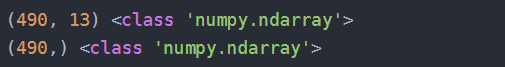 (490, 13) <class 'numpy.ndarray'>
(490,) <class 'numpy.ndarray'>